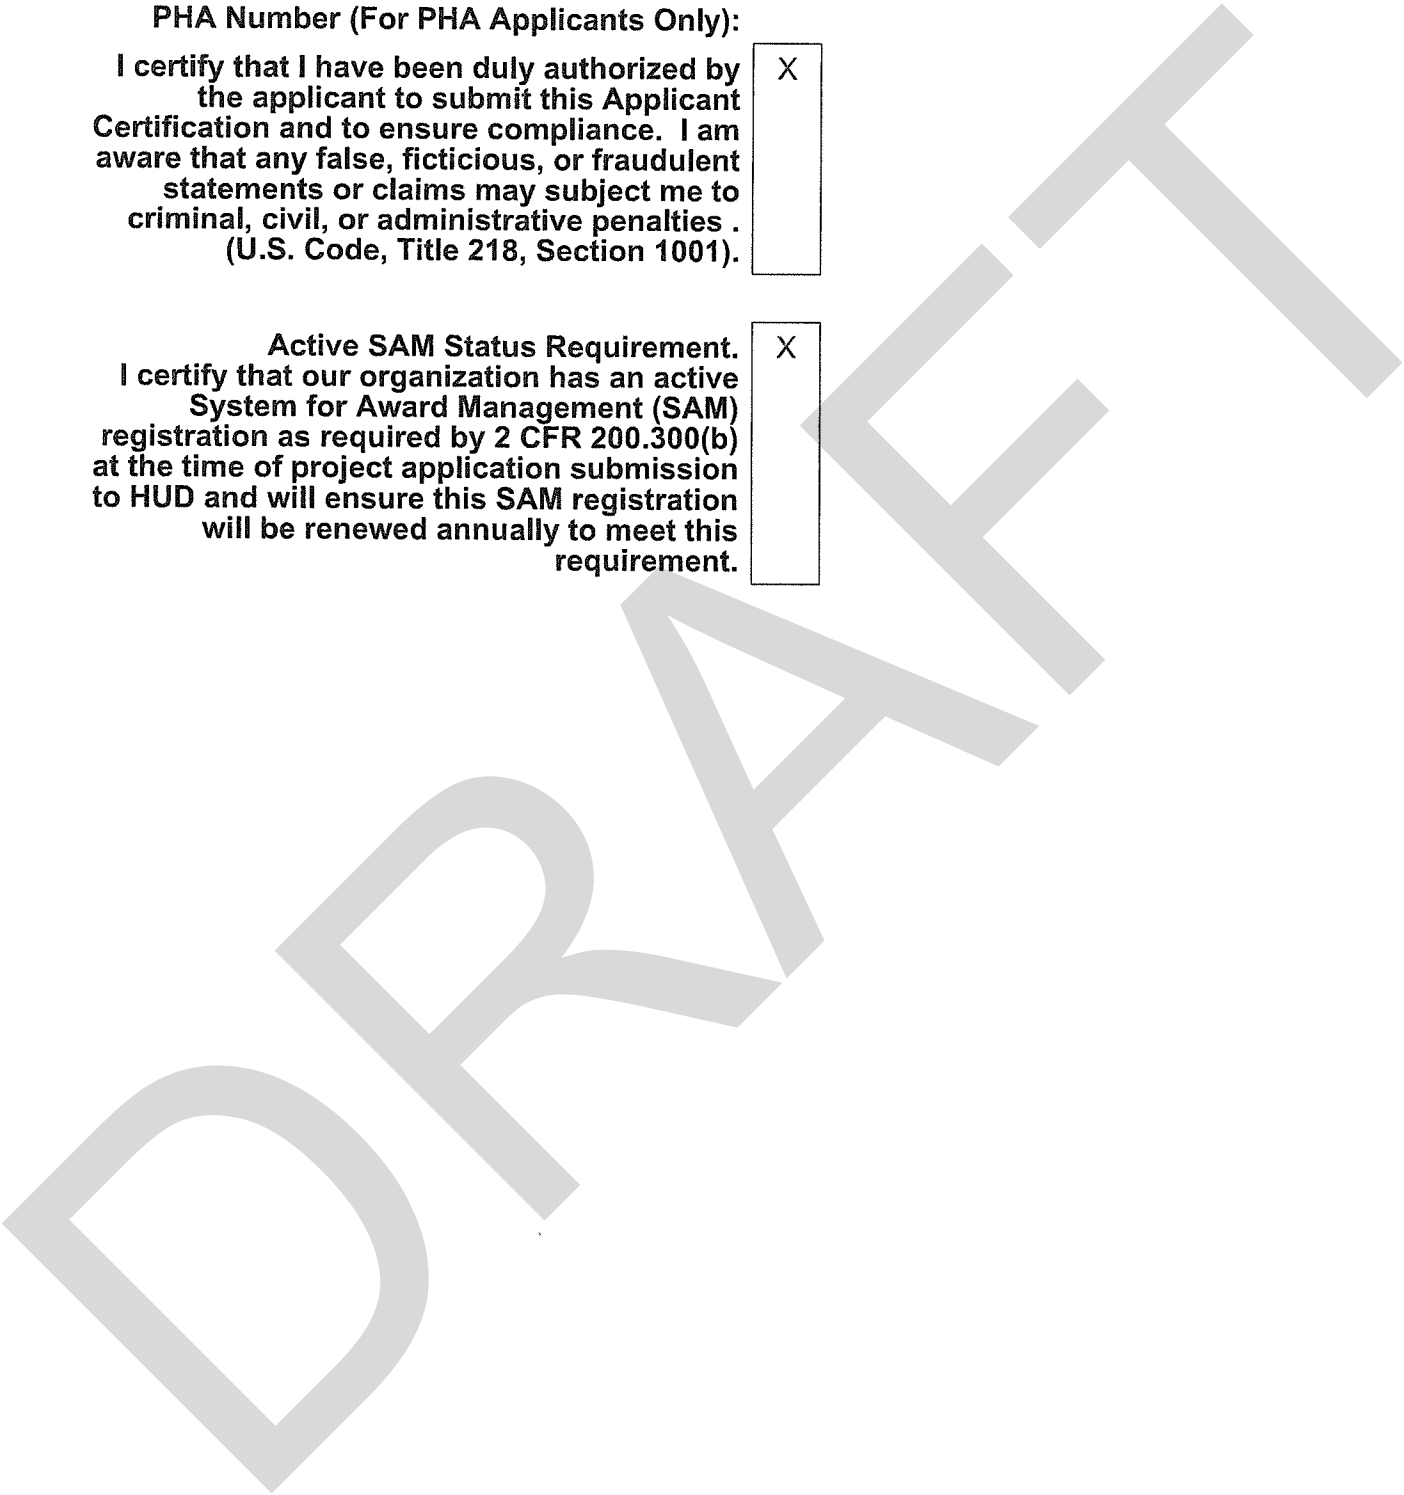 PHA Number (For PHA Applicants Only):
I certify that I have been duly authorized by
the applicant to submit this Applicant
Certification and to ensure compliance.  I am
aware that any false, ficticious, or fraudulent
statements or claims may subject me to
criminal, civil, or administrative penalties .
(U.S. Code, Title 218, Section 1001).
X
Active SAM Status Requirement.
I certify that our organization has an active
System for Award Management (SAM)
registration as required by 2 CFR 200.300(b)
at the time of project application submission
to HUD and will ensure this SAM registration
will be renewed annually to meet this
requirement.
X
DRAFT